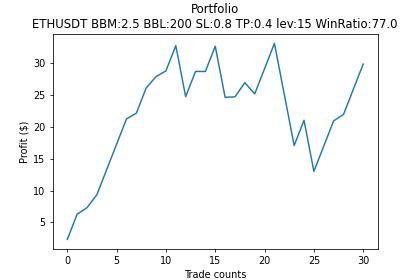 Portfolio
ETHUSDT BBM:2.5 BBL:200 SL:0.8 TP:0.4 lev:15 WinRatio:77.0
30
25
20
15
10
5
Profit ($)
0 5 10 15 20 25 30
Trade counts